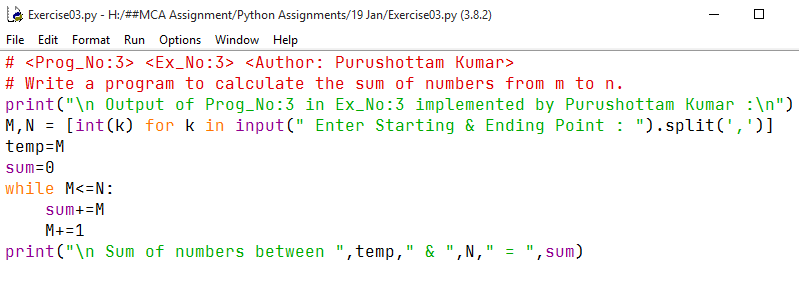 Exercise03.py - H:/##MCA Assignment/Python Assignments/19 Jan/Exercise03.py (3.8.2)
File Edit Format Run Options Window Help
# <Prog_No:3> <Ex_No:3> <Author: Purushottam Kumar>
# Write a program to calculate the sum of numbers from m to n.
print("\n Output of Prog_No:3 in Ex_No:3 implemented by Purushottam Kumar :\n")
M,N = [int(k) for k in input(" Enter Starting & Ending Point : ").split(',')]
temp=M
sum=0
while M<=N:
    sum+=M
    M+=1
print("\n Sum of numbers between ",temp," & ",N," = ",sum)